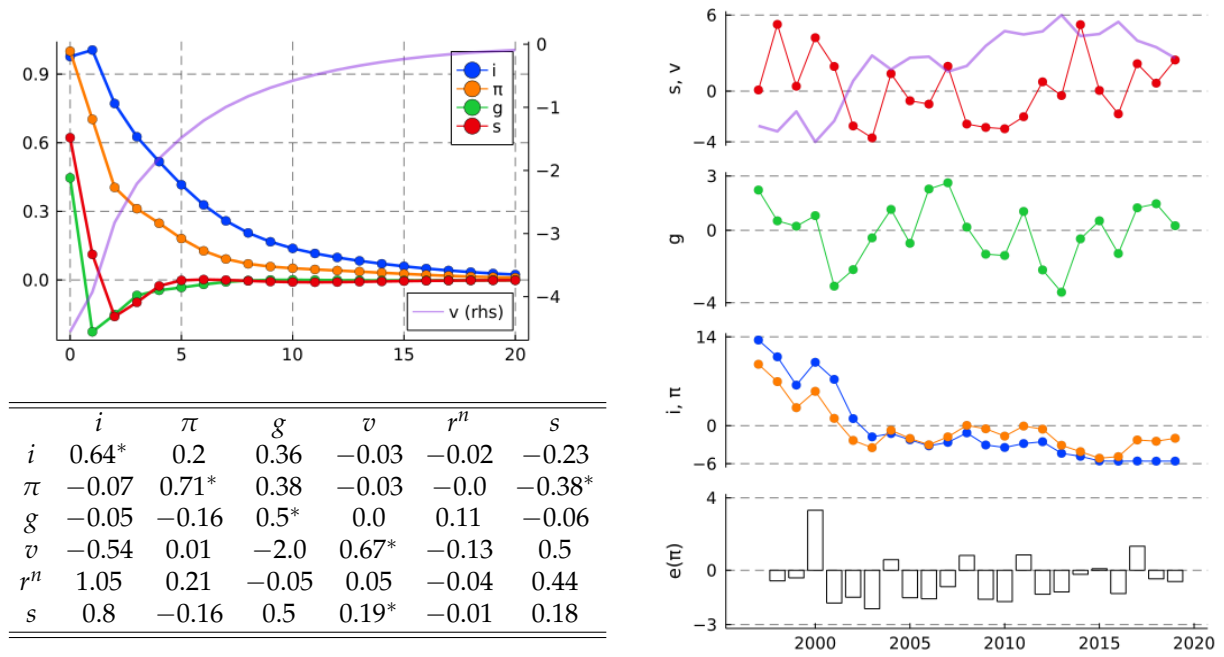 0.9
0.6
0.3
0.0
0 5 10 15 20
0
−1
−2
−3
−4
i
π
g
s
v (rhs)
i π g v rⁿ s
i 0.64* 0.2 0.36 −0.03 −0.02 −0.23
π −0.07 0.71* 0.38 −0.03 −0.0 −0.38*
g −0.05 −0.16 0.5* 0.0 0.11 −0.06
v −0.54 0.01 −2.0 0.67* −0.13 0.5
rⁿ 1.05 0.21 −0.05 0.05 −0.04 0.44
s 0.8 −0.16 0.5 0.19* −0.01 0.18
s, v
6
0
−4
g
3
0
−4
i, π
14
0
−6
e(π)
4
0
−3
2000 2005 2010 2015 2020